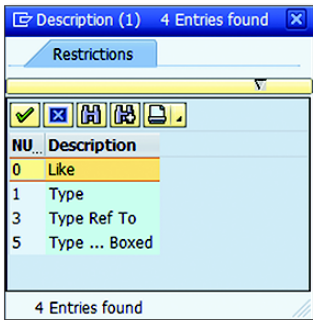 Description (1) 4 Entries found
Restrictions
NU... Description
0 Like
1 Type
3 Type Ref To
5 Type ... Boxed
4 Entries found